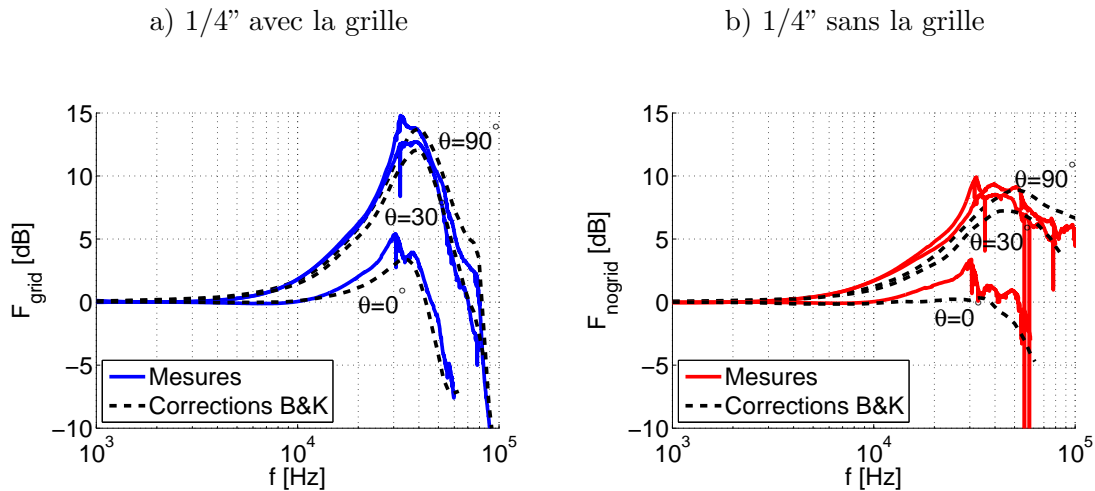 a) 1/4” avec la grille
15
10
5
0
−5
−10
F_grid [dB]
θ=90°
θ=30°
θ=0°
Mesures
Corrections B&K
10^3
10^4
10^5
f [Hz]
b) 1/4” sans la grille
15
10
5
0
−5
−10
F_nogrid [dB]
θ=90°
θ=30°
θ=0°
Mesures
Corrections B&K
10^3
10^4
10^5
f [Hz]